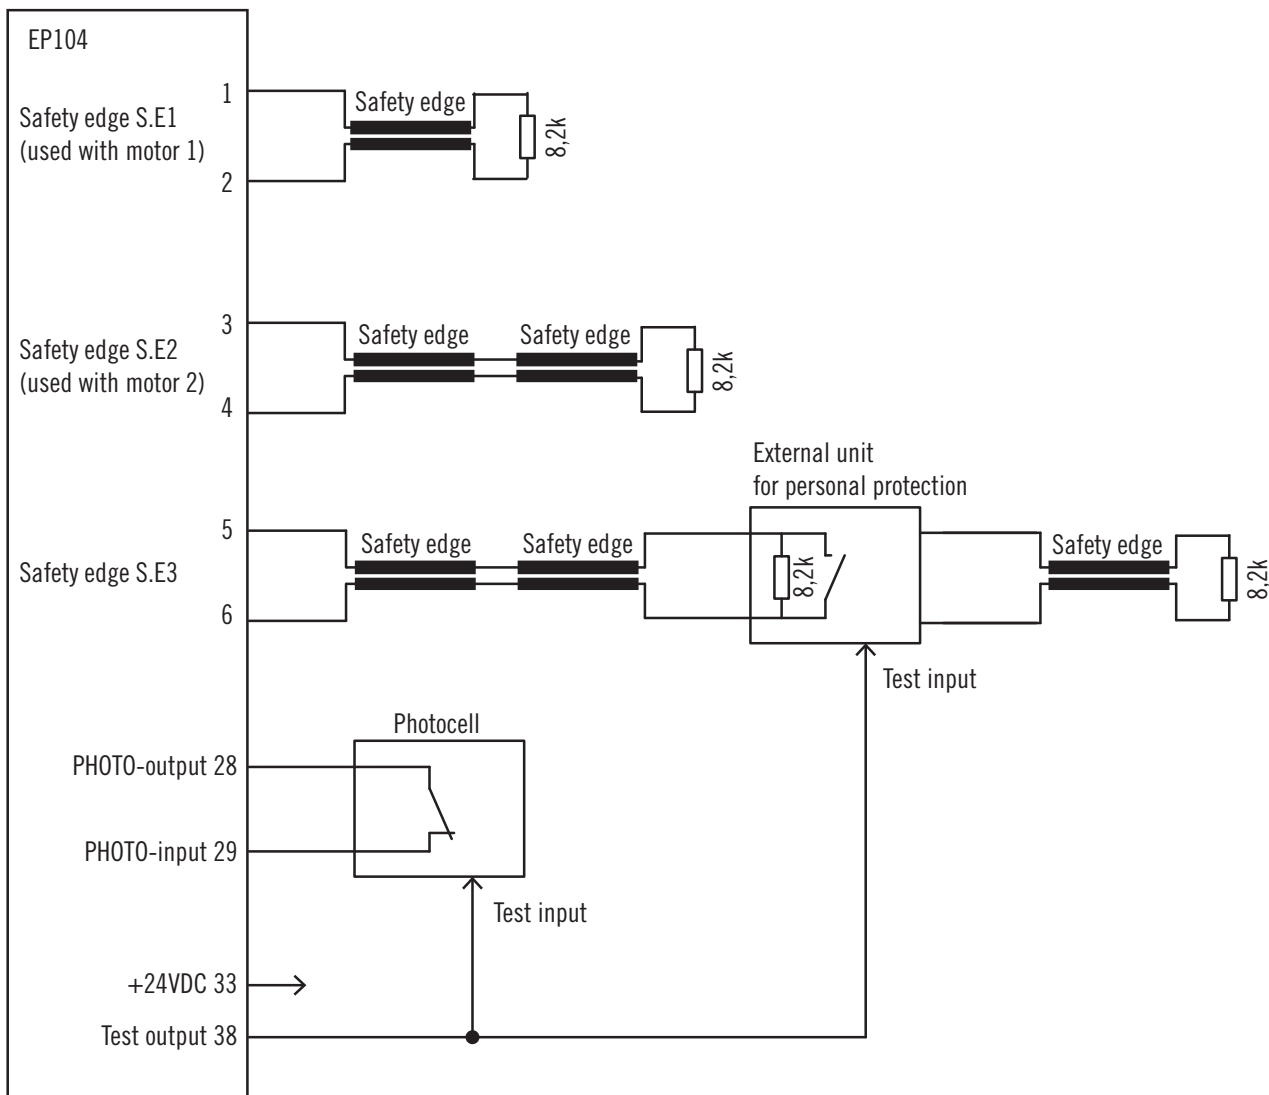 EP104
1
Safety edge
Safety edge S.E1
(used with motor 1)
8,2k
2
3
Safety edge S.E2
(used with motor 2)
Safety edge
Safety edge
8,2k
4
External unit
for personal protection
5
Safety edge
Safety edge
Safety edge
Safety edge S.E3
8,2k
8,2k
6
Test input
Photocell
PHOTO-output 28
PHOTO-input 29
Test input
+24VDC 33
Test output 38